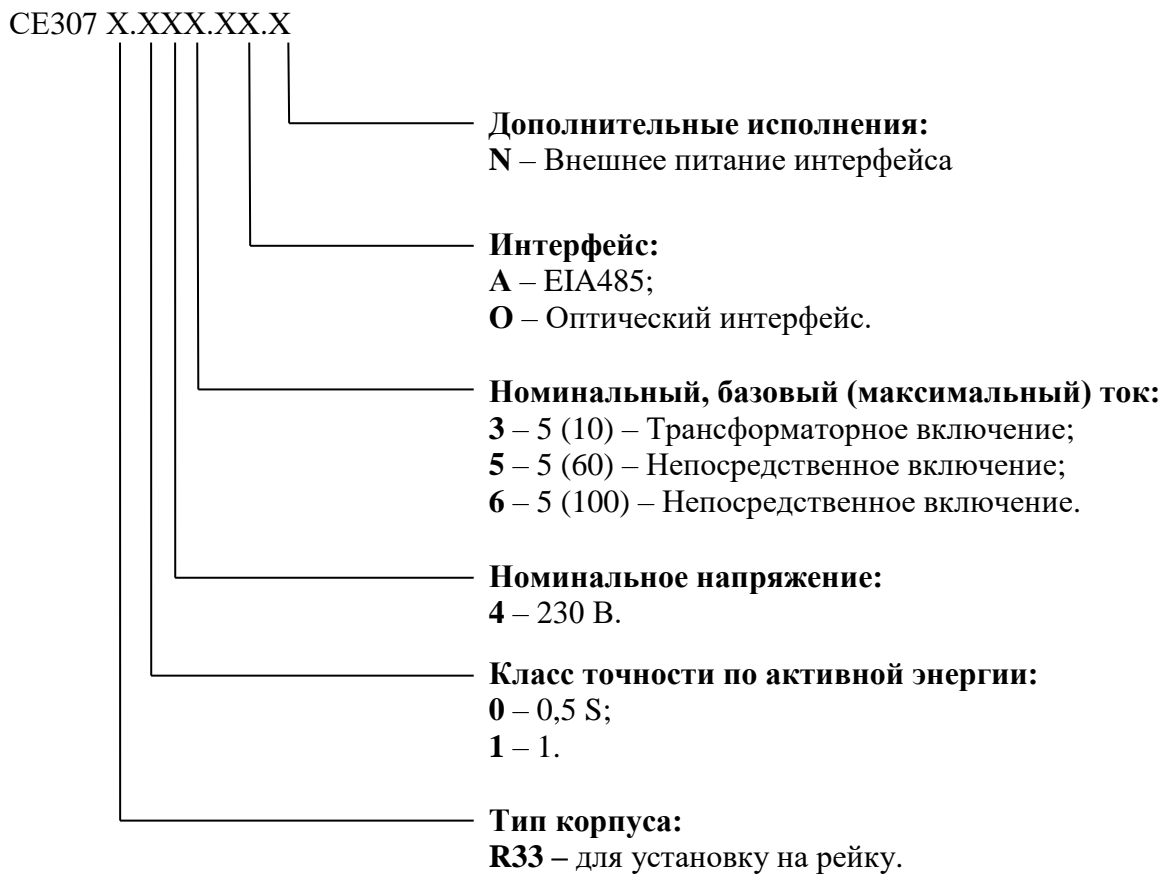 CE307 X.XXX.XX.X
Дополнительные исполнения:
N – Внешнее питание интерфейса
Интерфейс:
A – EIA485;
O – Оптический интерфейс.
Номинальный, базовый (максимальный) ток:
3 – 5 (10) – Трансформаторное включение;
5 – 5 (60) – Непосредственное включение;
6 – 5 (100) – Непосредственное включение.
Номинальное напряжение:
4 – 230 В.
Класс точности по активной энергии:
0 – 0,5 S;
1 – 1.
Тип корпуса:
R33 – для установку на рейку.